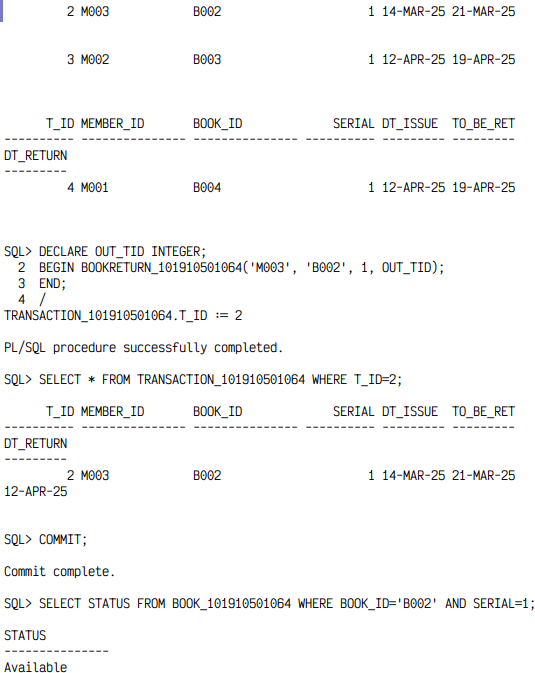 2 M003 B002 1 14-MAR-25 21-MAR-25
3 M002 B003 1 12-APR-25 19-APR-25
T_ID MEMBER_ID BOOK_ID SERIAL DT_ISSUE TO_BE_RET
---------- --------------- --------------- ---------- --------- ---------
DT_RETURN
---------
4 M001 B004 1 12-APR-25 19-APR-25
SQL> DECLARE OUT_TID INTEGER;
2 BEGIN BOOKRETURN_101910501064('M003', 'B002', 1, OUT_TID);
3 END;
4 /
TRANSACTION_101910501064.T_ID := 2
PL/SQL procedure successfully completed.
SQL> SELECT * FROM TRANSACTION_101910501064 WHERE T_ID=2;
T_ID MEMBER_ID BOOK_ID SERIAL DT_ISSUE TO_BE_RET
---------- --------------- --------------- ---------- --------- ---------
DT_RETURN
---------
2 M003 B002 1 14-MAR-25 21-MAR-25
12-APR-25
SQL> COMMIT;
Commit complete.
SQL> SELECT STATUS FROM BOOK_101910501064 WHERE BOOK_ID='B002' AND SERIAL=1;
STATUS
---------------
Available